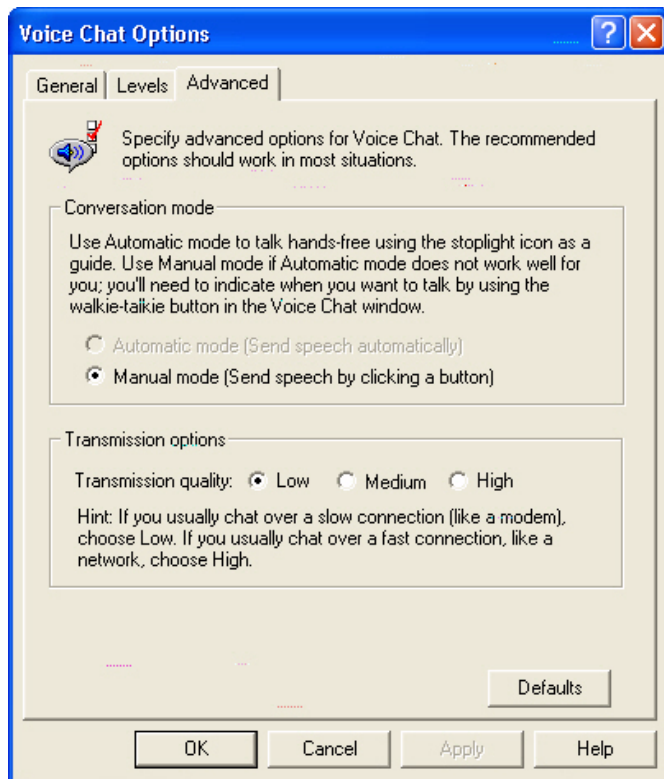 Voice Chat Options
General Levels Advanced
Specify advanced options for Voice Chat. The recommended
options should work in most situations.
Conversation mode
Use Automatic mode to talk hands-free using the stoplight icon as a
guide. Use Manual mode if Automatic mode does not work well for
you; you'll need to indicate when you want to talk by using the
walkie-talkie button in the Voice Chat window.
Automatic mode (Send speech automatically)
Manual mode (Send speech by clicking a button)
Transmission options
Transmission quality: Low Medium High
Hint: If you usually chat over a slow connection (like a modem),
choose Low. If you usually chat over a fast connection, like a
network, choose High.
Defaults
OK Cancel Apply Help